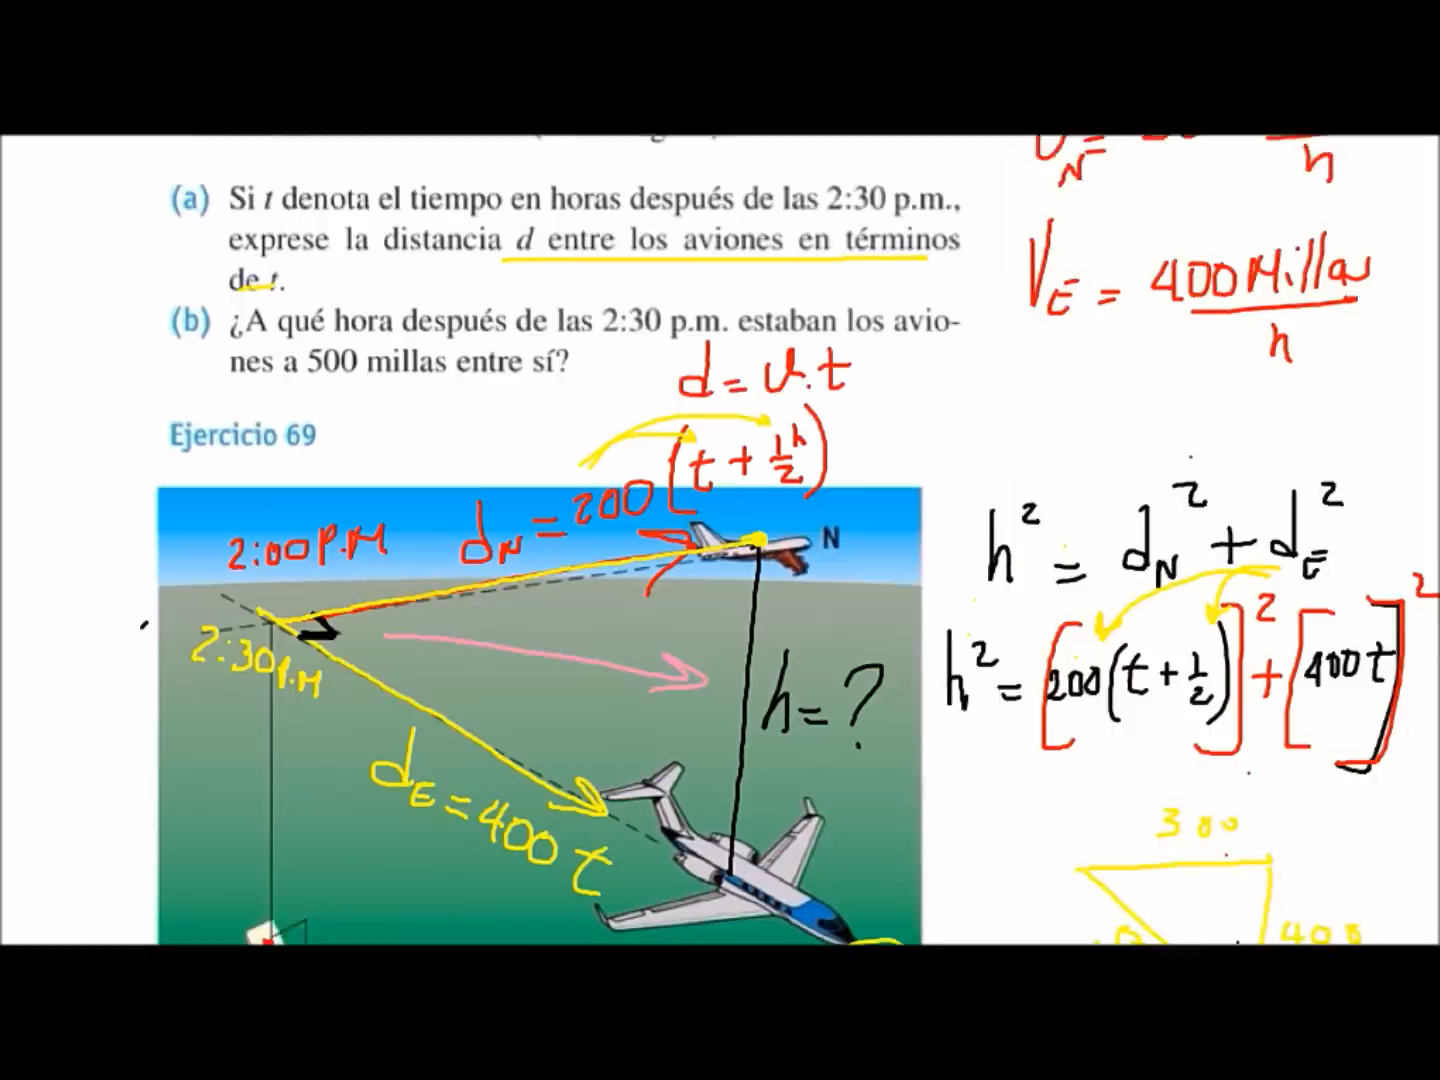 h
N
(a) Si t denota el tiempo en horas después de las 2:30 p.m.,
exprese la distancia d entre los aviones en términos
de t.
V_E = 400 Millas
h
(b) ¿A qué hora después de las 2:30 p.m. estaban los avio-
nes a 500 millas entre sí?
d = v.t
Ejercicio 69
d_N = 200 (t + 1/2 h)
2:00 P.M
N
h² = d_N² + d_E²
2:30 P.M
h = ?
h² = [200(t + 1/2)]² + [400t]²
d_E = 400 t
300
400